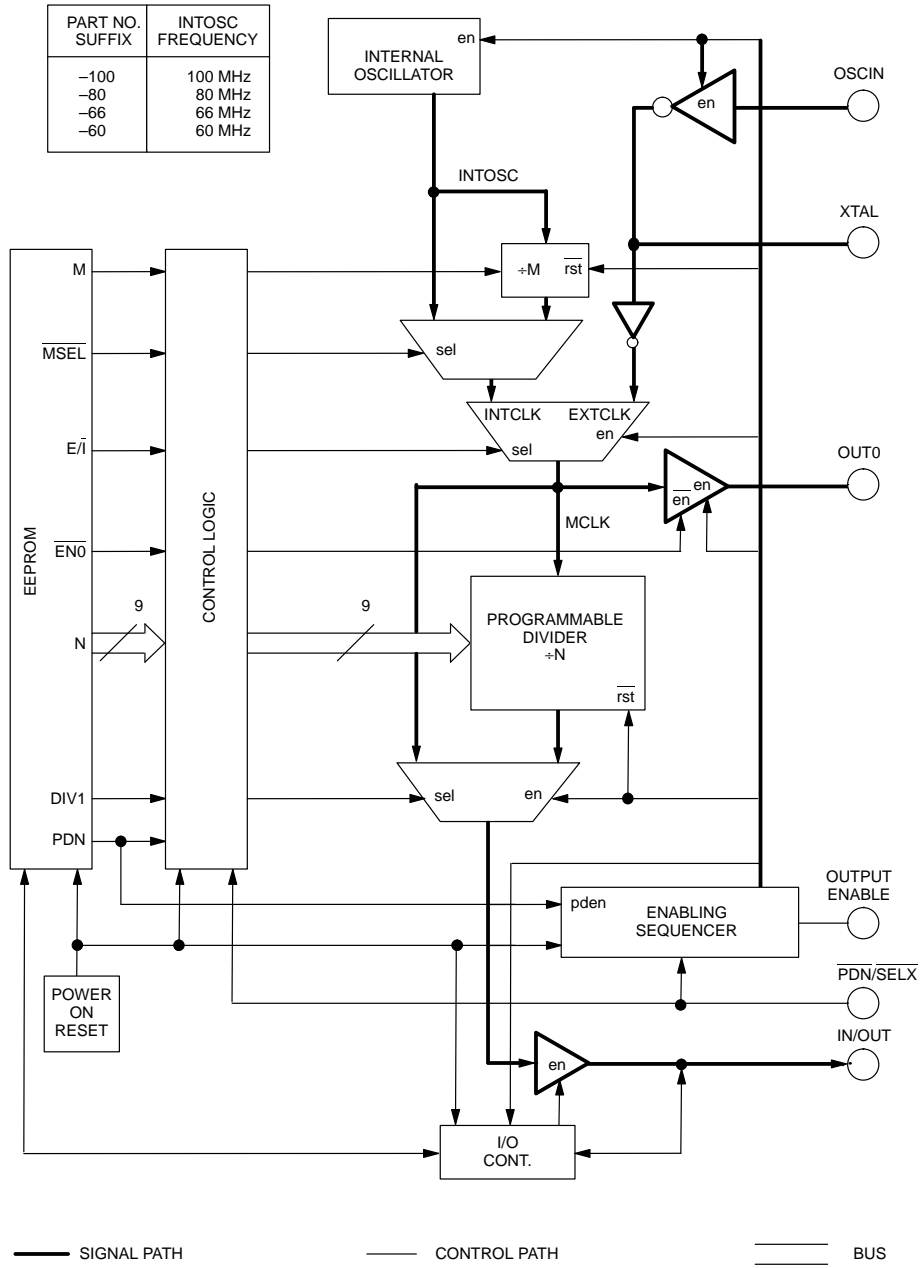 PART NO. SUFFIX
INTOSC FREQUENCY
–100 100 MHz
–80 80 MHz
–66 66 MHz
–60 60 MHz
INTERNAL
OSCILLATOR
en
en
OSCIN
INTOSC
XTAL
÷M
rst
sel
INTCLK
EXTCLK
sel
en
MCLK
en
en
OUT0
EEPROM
M
MSEL
E/I
EN0
N
DIV1
PDN
CONTROL LOGIC
9
9
PROGRAMMABLE
DIVIDER
÷N
rst
sel
en
pden
ENABLING
SEQUENCER
OUTPUT
ENABLE
PDN/SELX
POWER
ON
RESET
IN/OUT
en
I/O
CONT.
SIGNAL PATH
CONTROL PATH
BUS